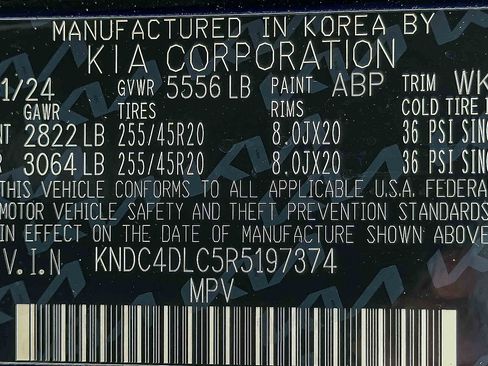 MANUFACTURED IN KOREA BY
KIA CORPORATION
1/24 GVWR 5556 LB PAINT ABP TRIM WK
GAWR TIRES RIMS COLD TIRE
NT 2822 LB 255/45R20 8.0JX20 36 PSI SING
R 3064 LB 255/45R20 8.0JX20 36 PSI SING
THIS VEHICLE CONFORMS TO ALL APPLICABLE U.S.A. FEDERA
MOTOR VEHICLE SAFETY AND THEFT PREVENTION STANDARDS
IN EFFECT ON THE DATE OF MANUFACTURE SHOWN ABOVE
V.I.N KNDC4DLC5R5197374
MPV